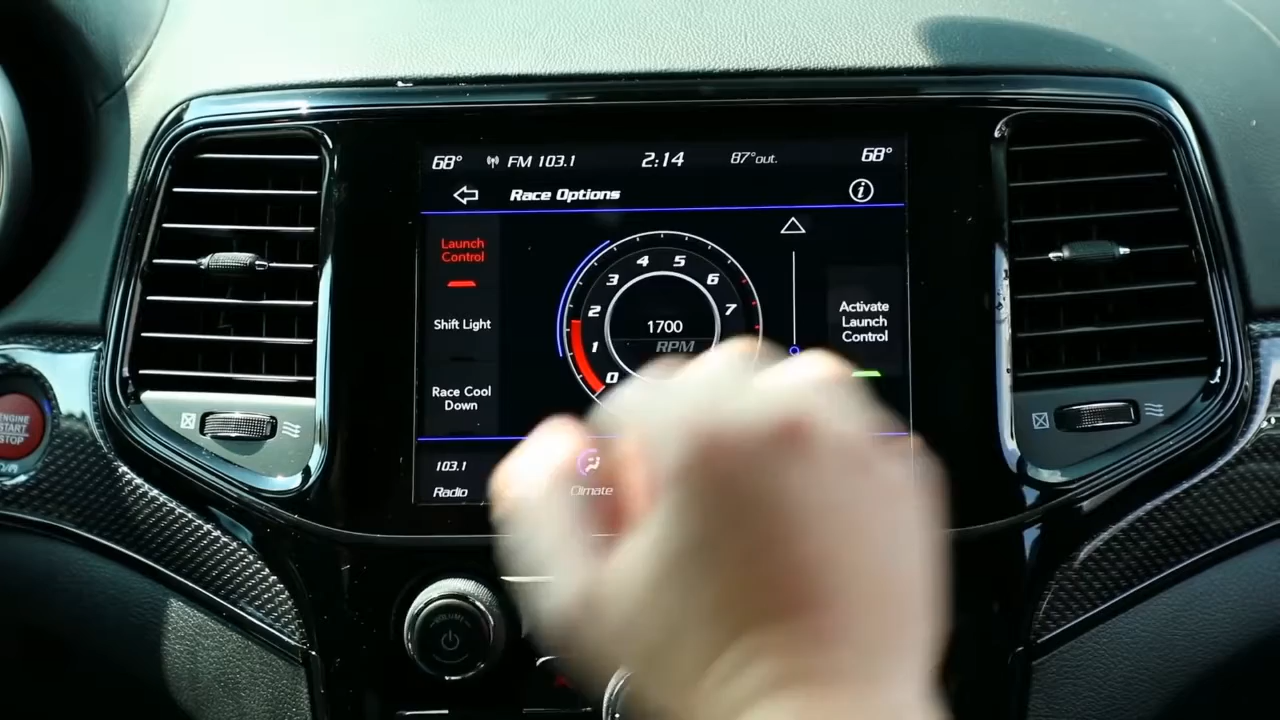 68° FM 103.1 2:14 87°out. 68°
Race Options
Launch
Control
Shift Light
Race Cool
Down
0 1 2 3 4 5 6 7
1700
RPM
Activate
Launch
Control
103.1
Radio
Climate
ENGINE
START
STOP
VOLUME